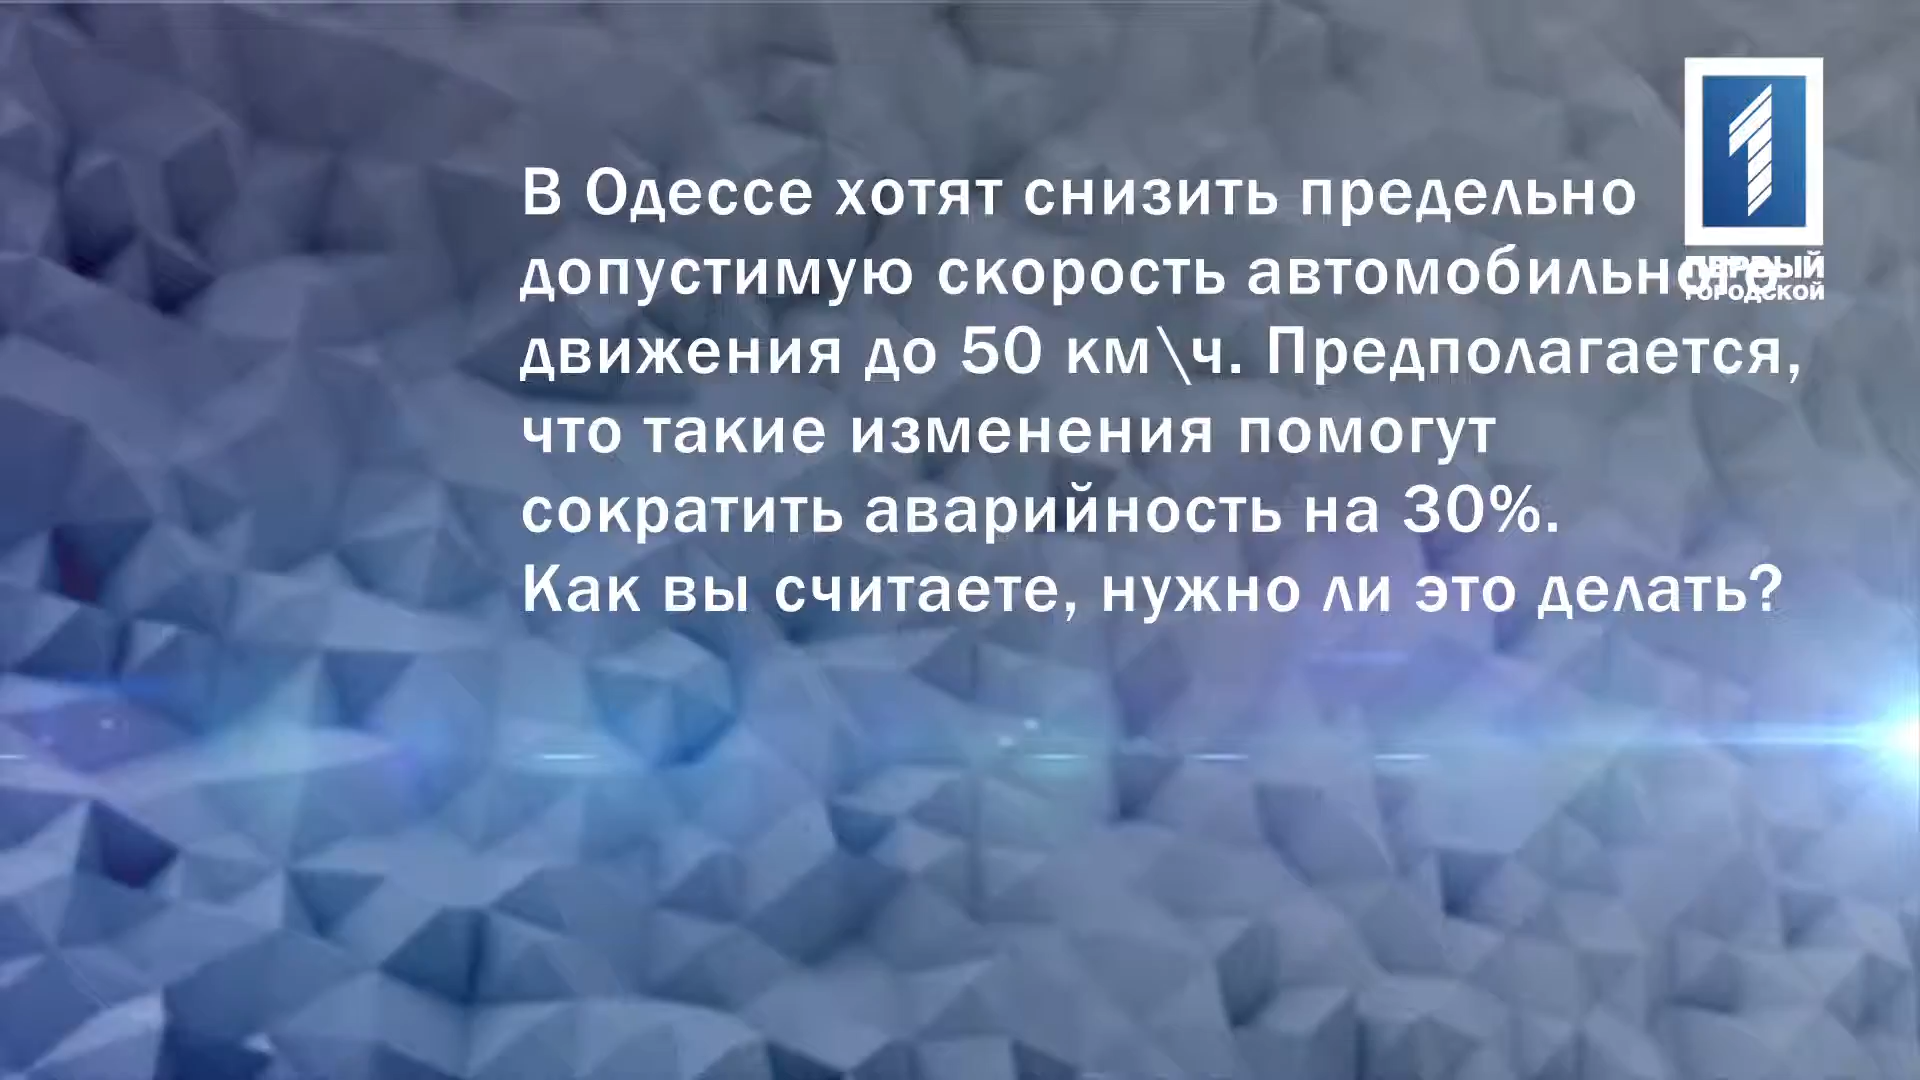 В Одессе хотят снизить предельно
допустимую скорость автомобильного
движения до 50 км\ч. Предполагается,
что такие изменения помогут
сократить аварийность на 30%.
Как вы считаете, нужно ли это делать?
1
ПЕРВЫЙ
ГОРОДСКОЙ